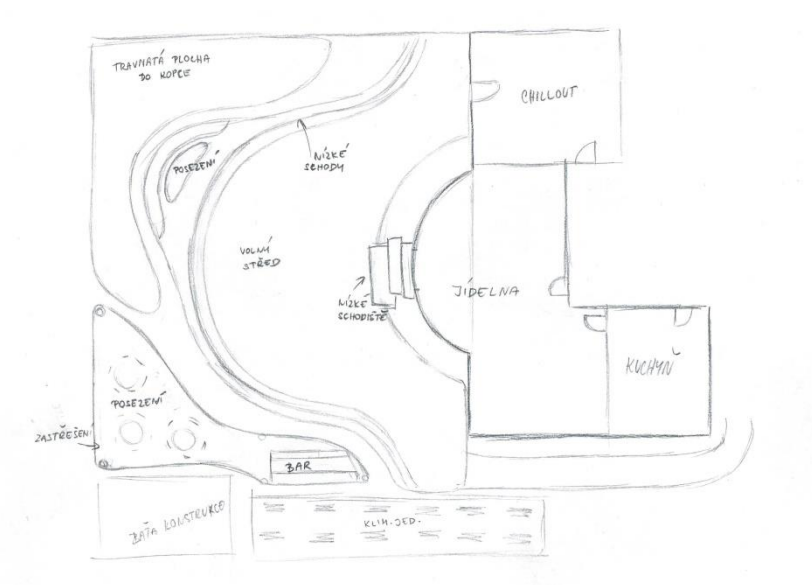 TRAVNATÁ PLOCHA
DO KOPCE
CHILLOUT
POSEZENÍ
NÍZKÉ
SCHODY
VOLNÝ
STŘED
NÍZKÉ
SCHODIŠTĚ
JÍDELNA
KUCHYŇ
POSEZENÍ
ZASTŘEŠENÍ
BAR
BAŤA KONSTRUKCE
KLIM. JED.